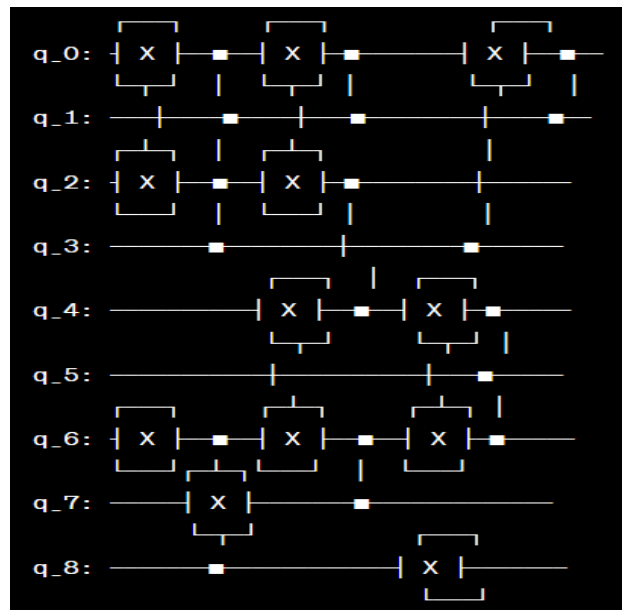 q_0: ┤ X ├──■──┤ X ├─■────────┤ X ├──■──
q_1: ────┼─────■─────┼────■─────────┼─────■──
q_2: ┤ X ├──■──┤ X ├─■─────────┼───────
q_3: ────────■─────────┼─────────■───────
q_4: ────────────┤ X ├──■──┤ X ├─■─────
q_5: ─────────────┼────────────┼────■─────
q_6: ┤ X ├──■──┤ X ├──■──┤ X ├─■─────
q_7: ─────┤ X ├───────■──────────────
q_8: ────────■──────────────┤ X ├───────